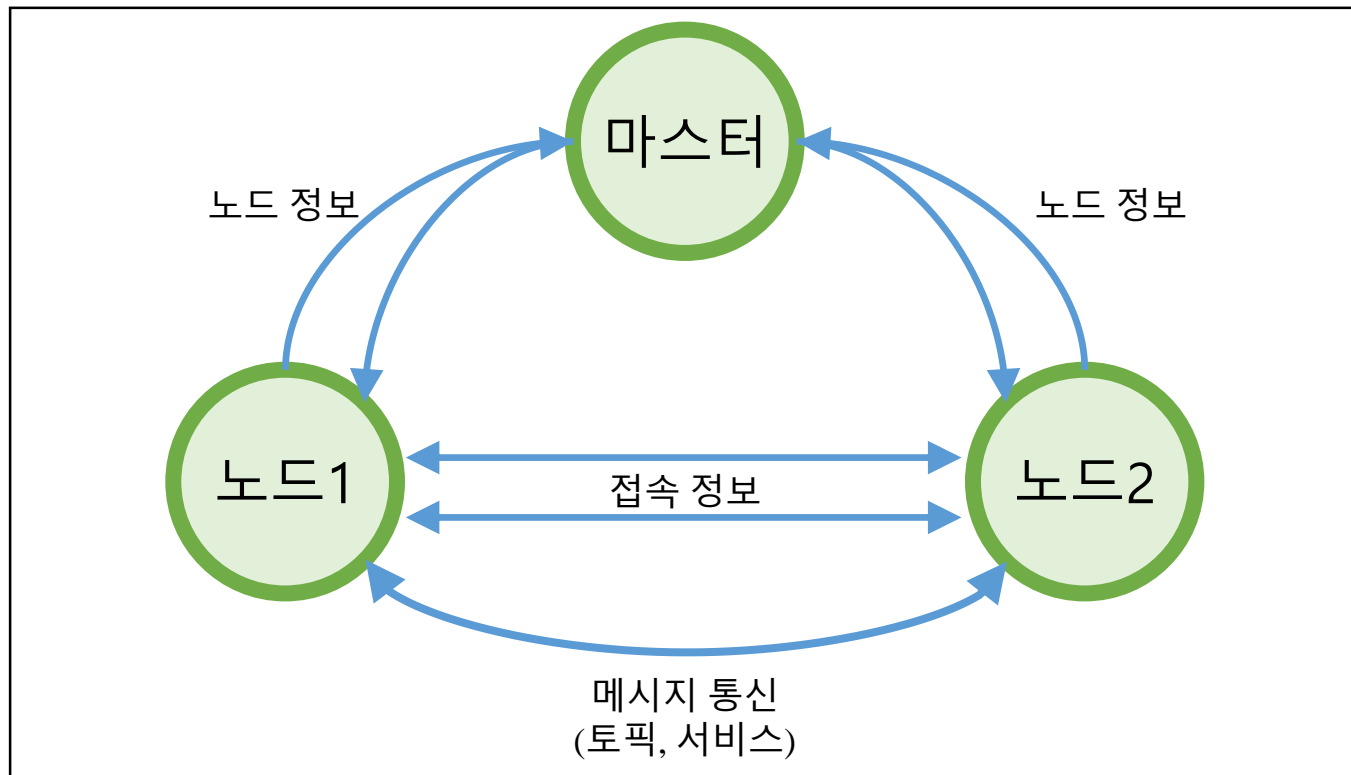 마스터
노드 정보
노드 정보
노드1
접속 정보
노드2
메시지 통신
(토픽, 서비스)